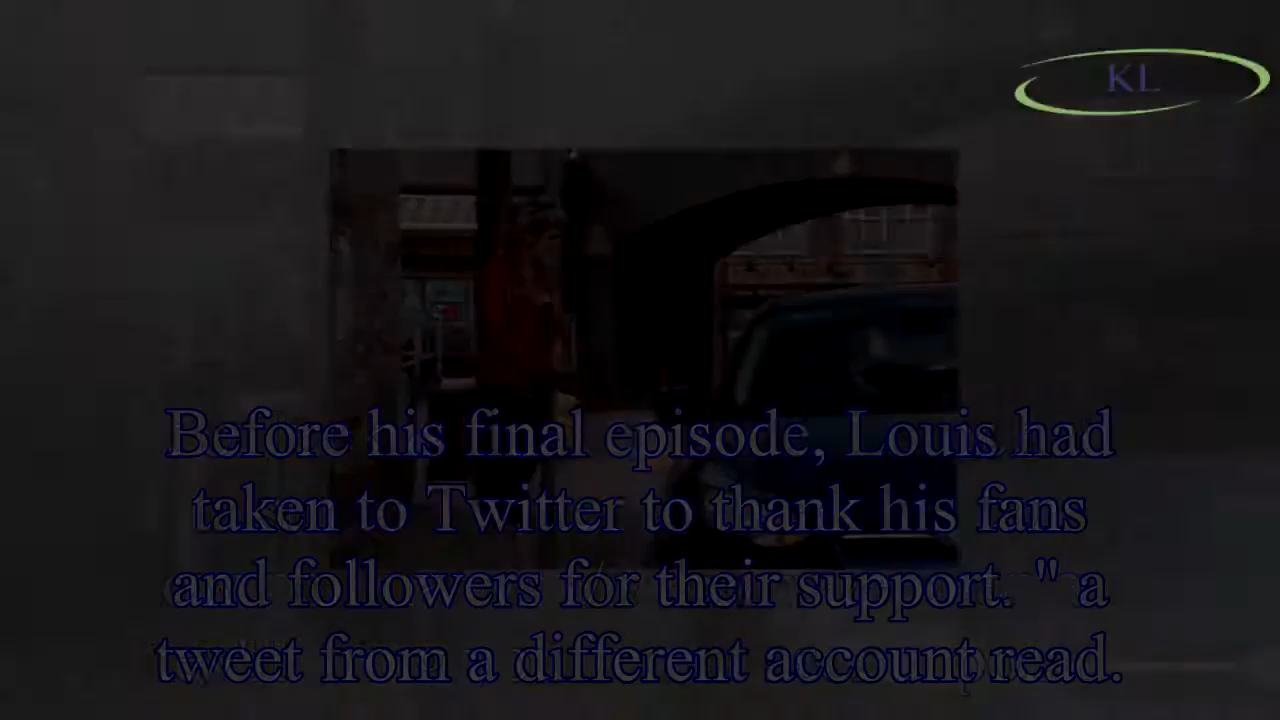 KL
Before his final episode, Louis had
taken to Twitter to thank his fans
and followers for their support. " a
tweet from a different account read.